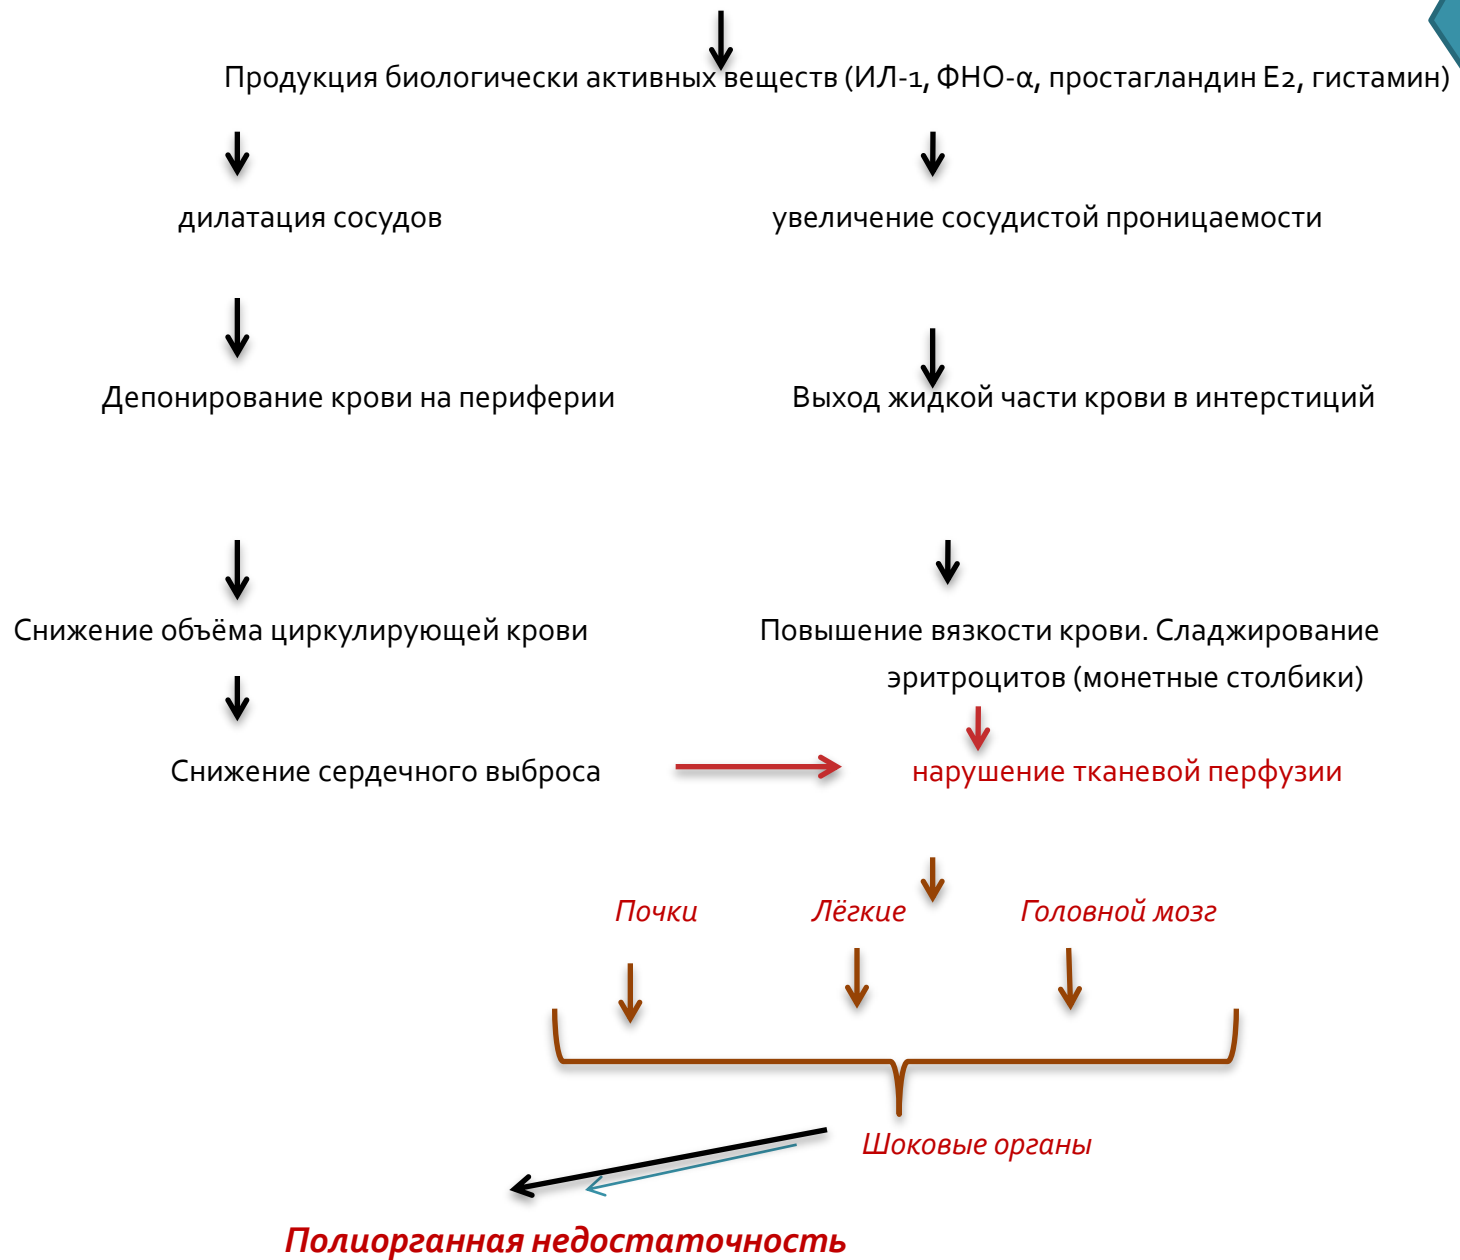 Продукция биологически активных веществ (ИЛ-1, ФНО-α, простагландин Е2, гистамин)
дилатация сосудов
увеличение сосудистой проницаемости
Депонирование крови на периферии
Выход жидкой части крови в интерстиций
Снижение объёма циркулирующей крови
Повышение вязкости крови. Сладжирование
эритроцитов (монетные столбики)
Снижение сердечного выброса
нарушение тканевой перфузии
Почки
Лёгкие
Головной мозг
Шоковые органы
Полиорганная недостаточность